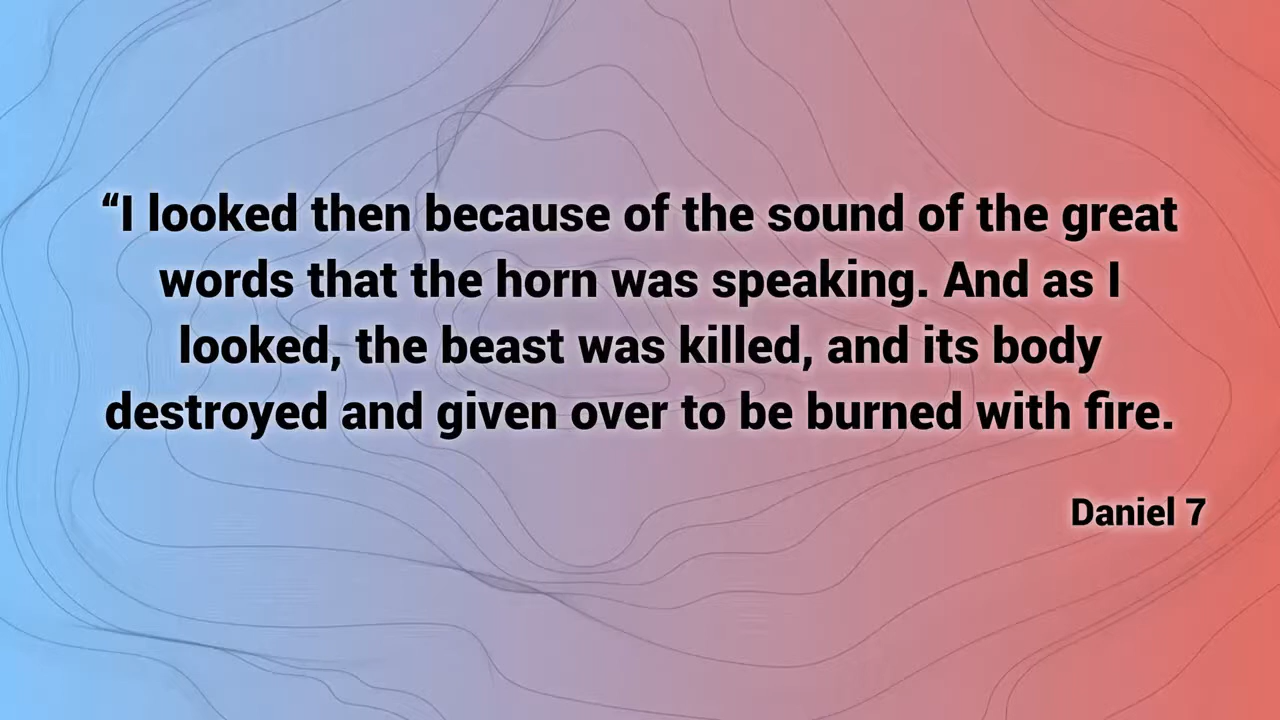 “I looked then because of the sound of the great
words that the horn was speaking. And as I
looked, the beast was killed, and its body
destroyed and given over to be burned with fire.
Daniel 7